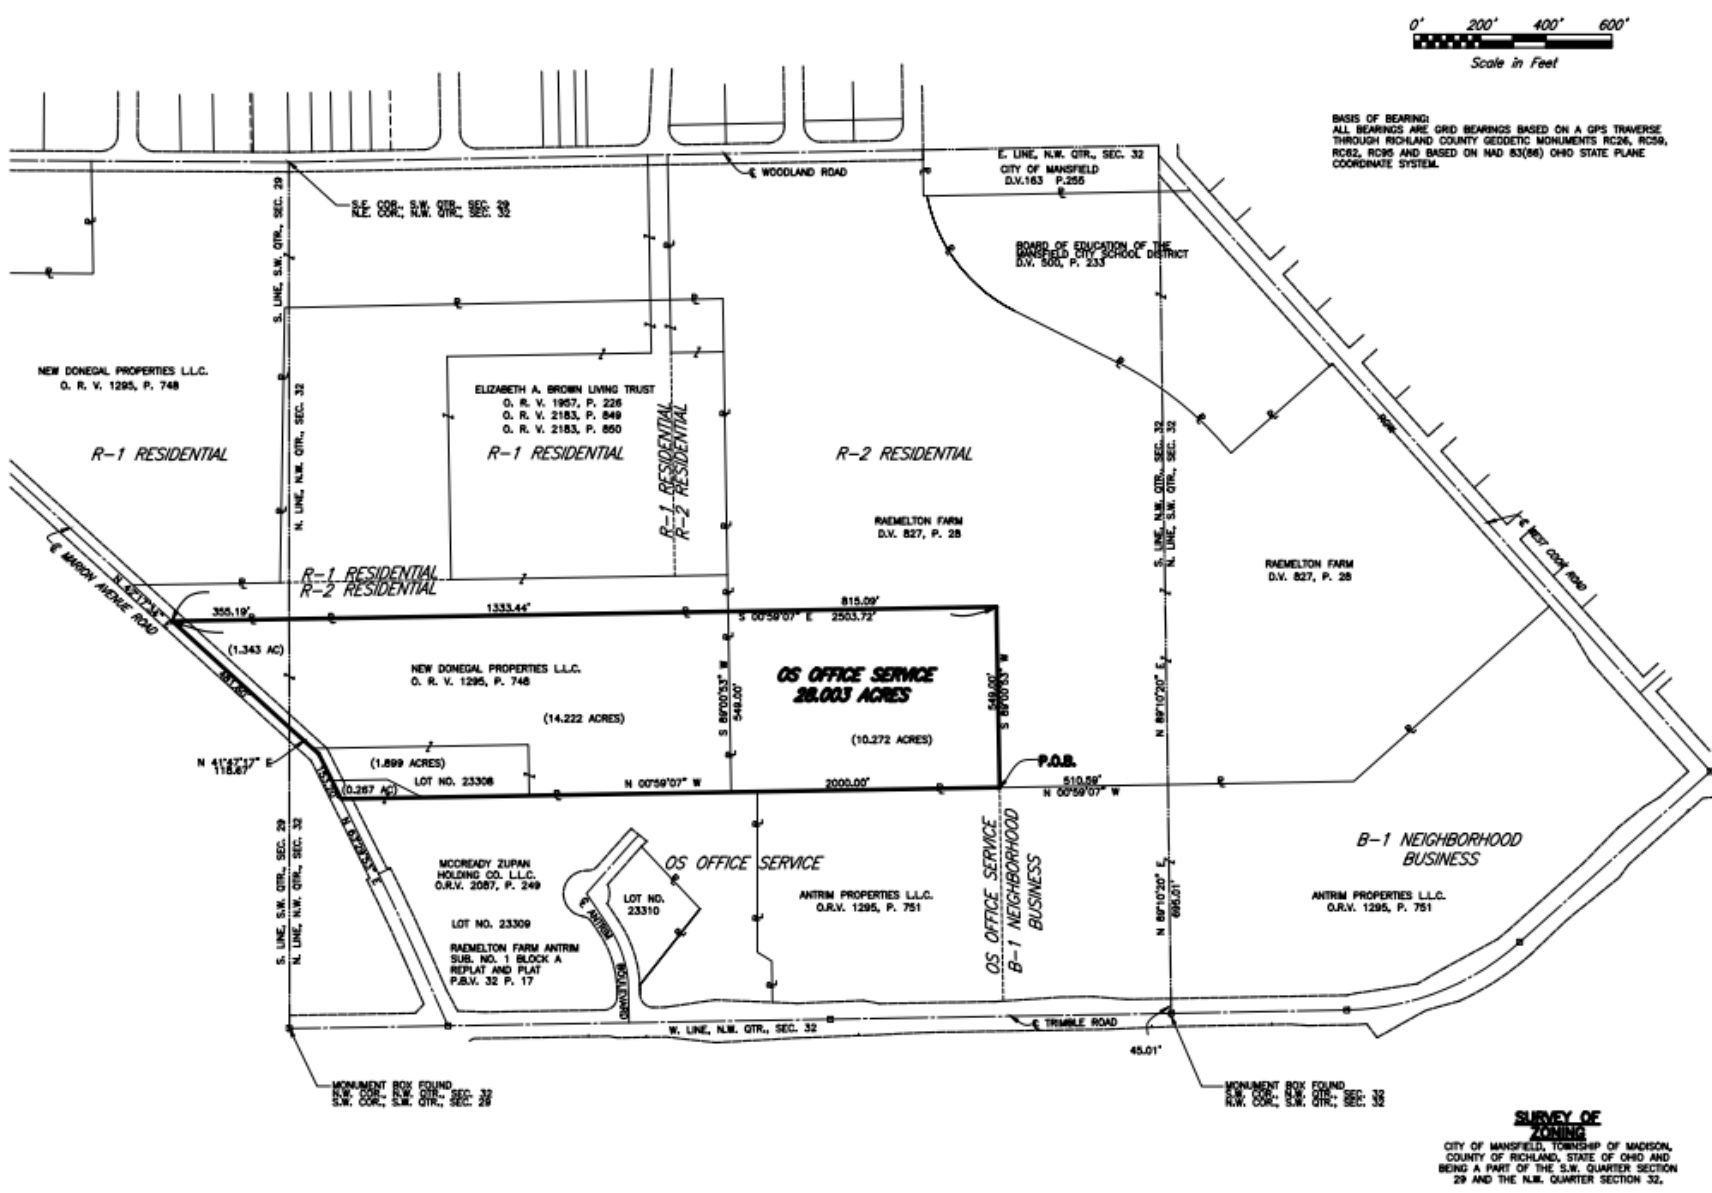 0' 200' 400' 600'
Scale in Feet
BASIS OF BEARING:
ALL BEARINGS ARE GRID BEARINGS BASED ON A GPS TRAVERSE
THROUGH RICHLAND COUNTY GEODETIC MONUMENTS RC26, RC59,
RC62, RC95 AND BASED ON NAD 83(86) OHIO STATE PLANE
COORDINATE SYSTEM.
E. LINE, N.W. QTR., SEC. 32
CITY OF MANSFIELD
D.V.163 P.255
WOODLAND ROAD
S.E. COR., S.W. QTR., SEC. 29
N.E. COR., N.W. QTR., SEC. 32
S. LINE, S.W. QTR., SEC. 29
N. LINE, N.W. QTR., SEC. 32
BOARD OF EDUCATION OF THE
MANSFIELD CITY SCHOOL DISTRICT
D.V. 500, P. 233
NEW DONEGAL PROPERTIES L.L.C.
O. R. V. 1295, P. 748
R-1 RESIDENTIAL
ELIZABETH A. BROWN LIVING TRUST
O. R. V. 1957, P. 226
O. R. V. 2183, P. 849
O. R. V. 2183, P. 850
R-1 RESIDENTIAL
R-1 RESIDENTIAL
R-2 RESIDENTIAL
R-2 RESIDENTIAL
RAEMELTON FARM
D.V. 827, P. 28
S. LINE, N.W. QTR., SEC. 32
N. LINE, S.W. QTR., SEC. 32
ROW
WEST COOK ROAD
RAEMELTON FARM
D.V. 827, P. 28
MARION AVENUE ROAD
R-1 RESIDENTIAL
R-2 RESIDENTIAL
355.19'
1333.44'
815.09'
S 00°59'07" E 2503.72'
(1.343 AC)
NEW DONEGAL PROPERTIES L.L.C.
O. R. V. 1295, P. 748
(14.222 ACRES)
S 89°00'53" W
549.00'
OS OFFICE SERVICE
28.003 ACRES
(10.272 ACRES)
549.00'
S 89°00'53" W
N 89°10'20" E
N 41°47'17" E
118.67'
(1.899 ACRES)
LOT NO. 23308
(0.267 AC)
N 00°59'07" W
2000.00'
P.O.B.
510.59'
N 00°59'07" W
N 63°29'53" E
S. LINE, S.W. QTR., SEC. 29
N. LINE, N.W. QTR., SEC. 32
MCCREADY ZUPAN
HOLDING CO. L.L.C.
O.R.V. 2087, P. 249
LOT NO. 23309
RAEMELTON FARM ANTRIM
SUB. NO. 1 BLOCK A
REPLAT AND PLAT
P.B.V. 32 P. 17
ANTRIM
BOULEVARD
LOT NO.
23310
OS OFFICE SERVICE
ANTRIM PROPERTIES L.L.C.
O.R.V. 1295, P. 751
OS OFFICE SERVICE
B-1 NEIGHBORHOOD
BUSINESS
N 89°10'20" E
695.01'
B-1 NEIGHBORHOOD
BUSINESS
ANTRIM PROPERTIES L.L.C.
O.R.V. 1295, P. 751
W. LINE, N.W. QTR., SEC. 32
TRIMBLE ROAD
45.01'
MONUMENT BOX FOUND
N.W. COR., N.W. QTR., SEC. 32
S.W. COR., S.W. QTR., SEC. 29
MONUMENT BOX FOUND
S.W. COR., N.W. QTR., SEC. 32
N.W. COR., S.W. QTR., SEC. 32
SURVEY OF
ZONING
CITY OF MANSFIELD, TOWNSHIP OF MADISON,
COUNTY OF RICHLAND, STATE OF OHIO AND
BEING A PART OF THE S.W. QUARTER SECTION
29 AND THE N.W. QUARTER SECTION 32,